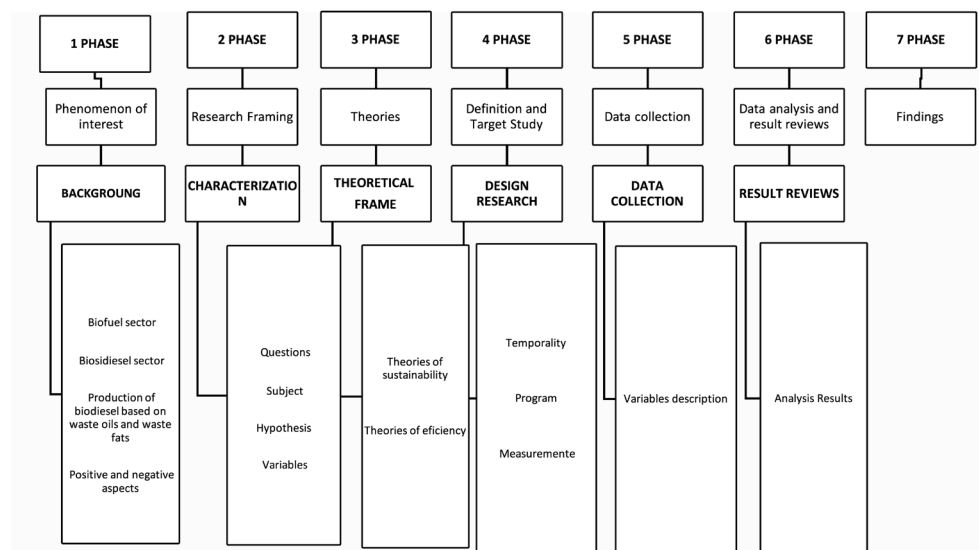 1 PHASE
2 PHASE
3 PHASE
4 PHASE
5 PHASE
6 PHASE
7 PHASE
Phenomenon of
interest
Research Framing
Theories
Definition and
Target Study
Data collection
Data analysis and
result reviews
Findings
BACKGROUNG
CHARACTERIZATIO
N
THEORETICAL
FRAME
DESIGN
RESEARCH
DATA
COLLECTION
RESULT REVIEWS
Biofuel sector
Biosidiesel sector
Production of
biodiesel based on
waste oils and waste
fats
Positive and negative
aspects
Questions
Subject
Hypothesis
Variables
Theories of
sustainability
Theories of eficiency
Temporality
Program
Measuremente
Variables description
Analysis Results